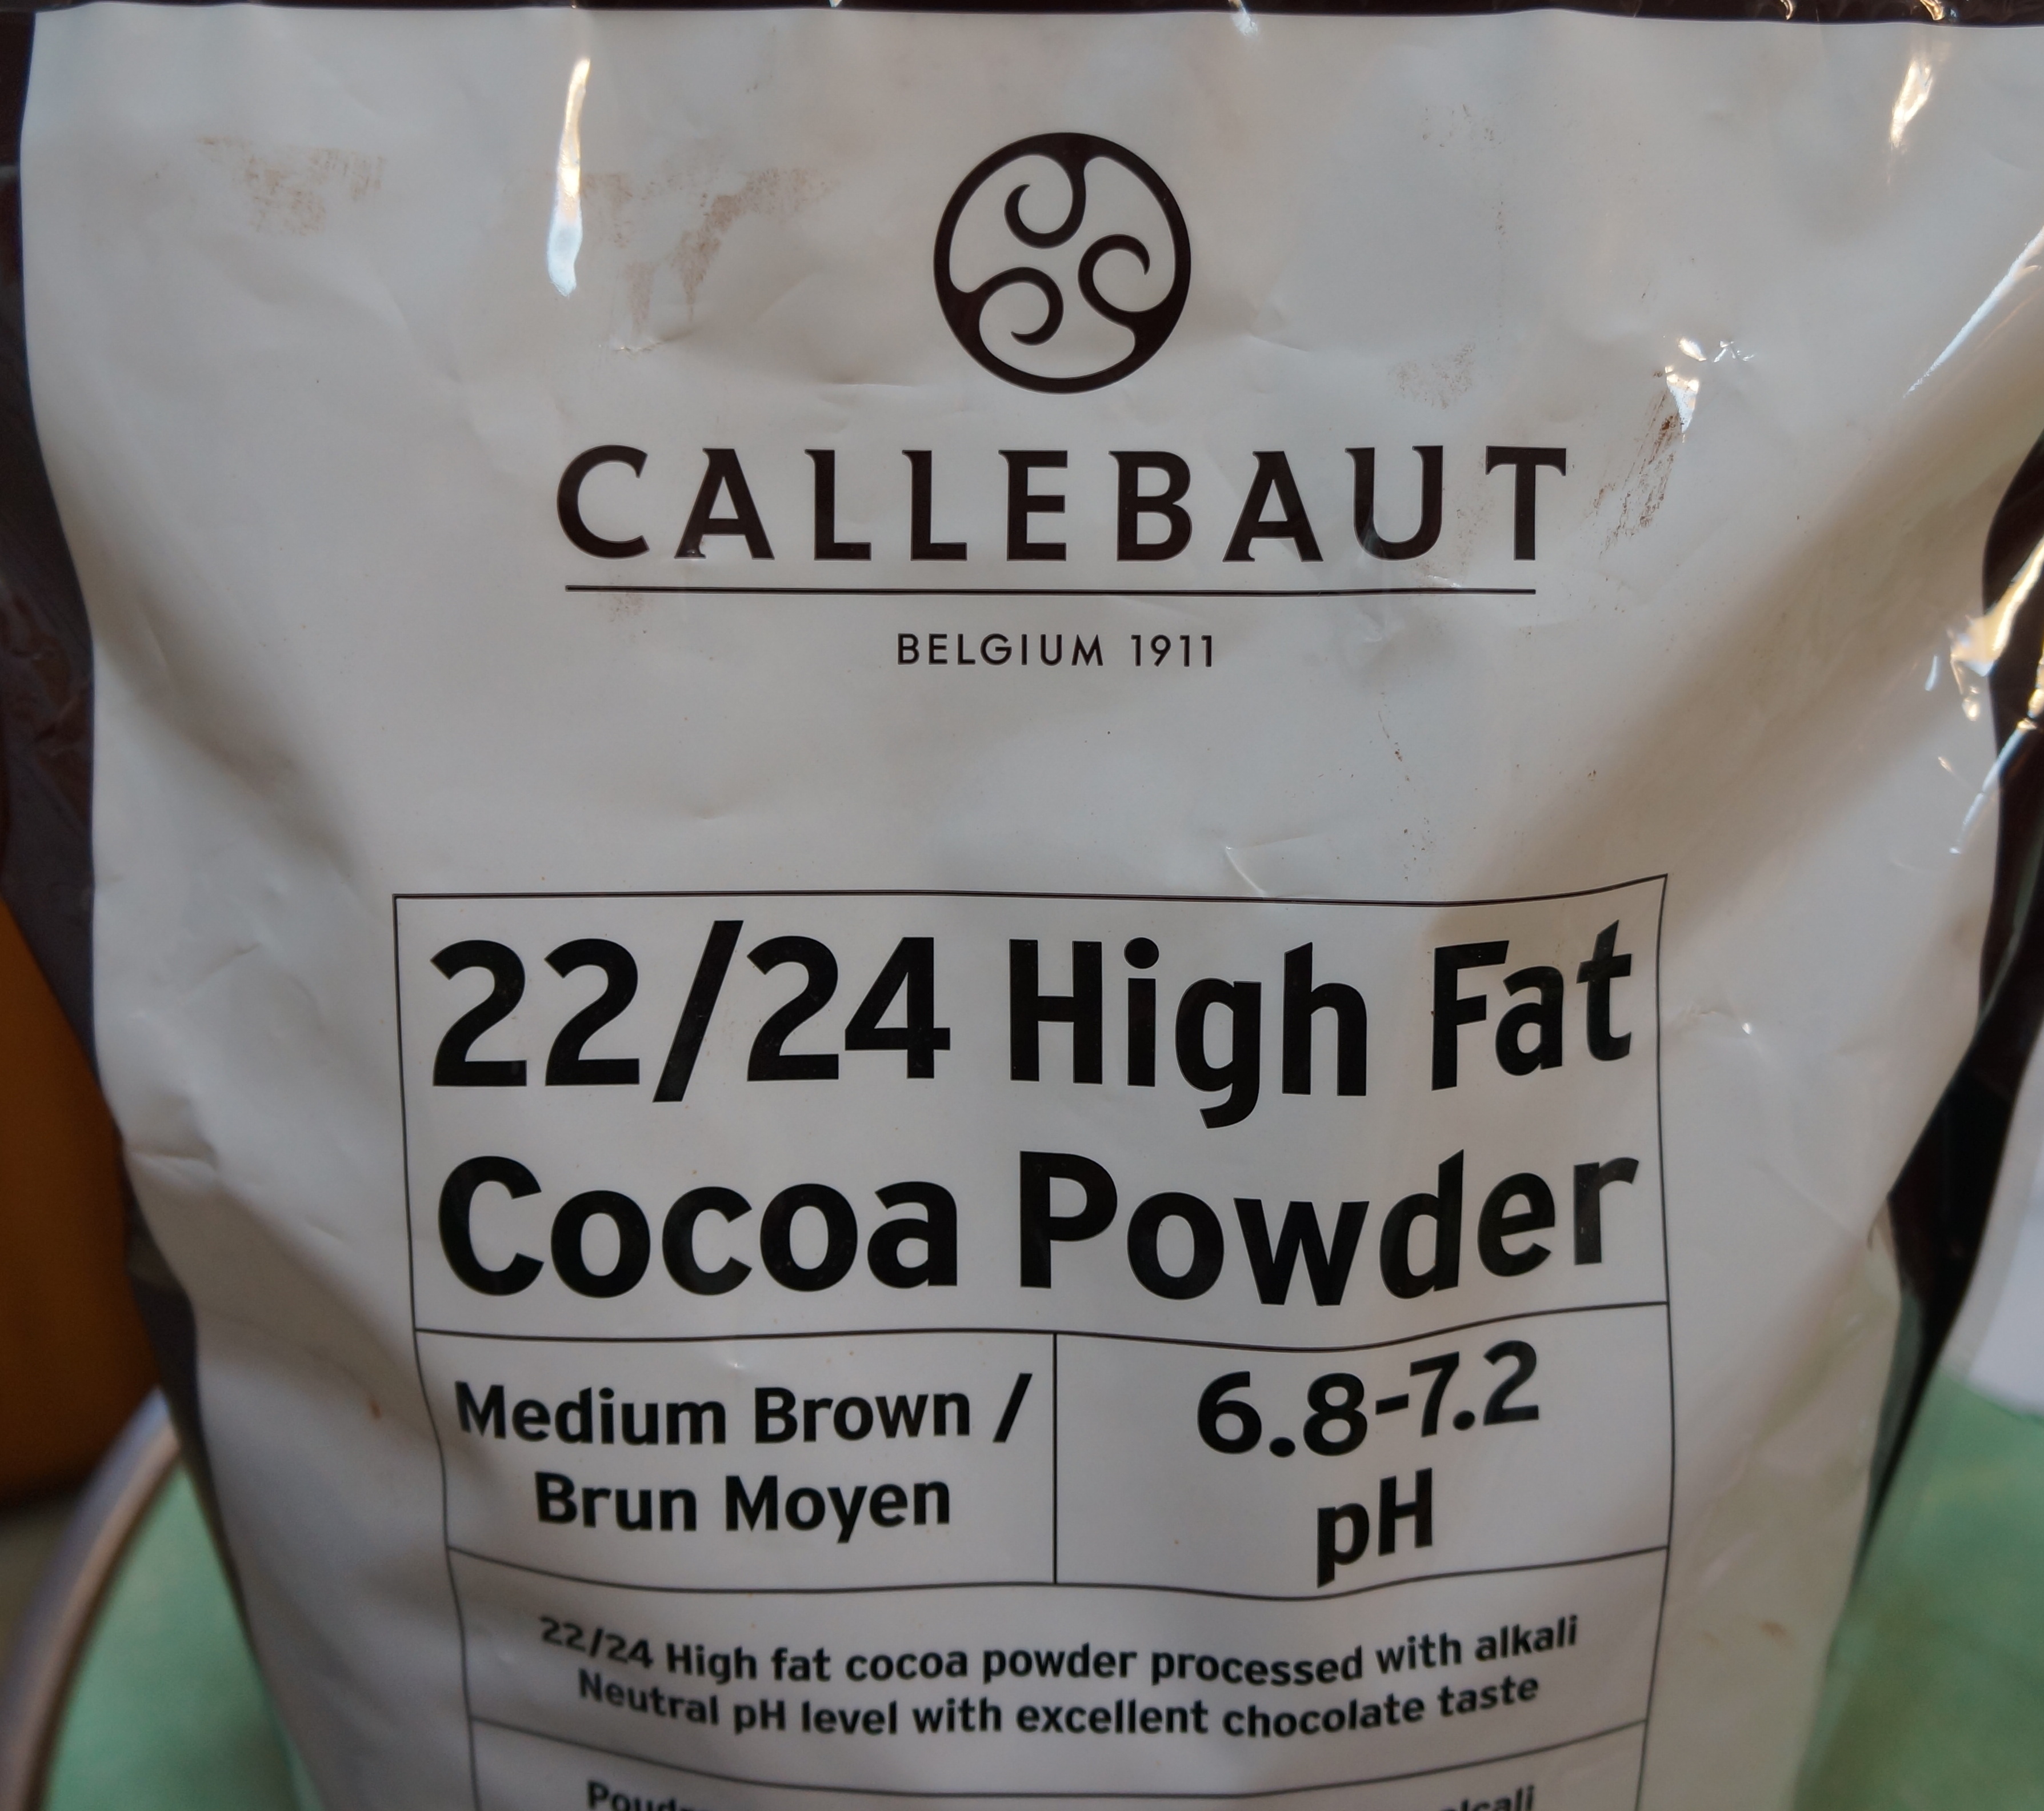 CALLEBAUT
BELGIUM 1911
22/24 High Fat
Cocoa Powder
Medium Brown /
Brun Moyen
6.8-7.2
pH
22/24 High fat cocoa powder processed with alkali
Neutral pH level with excellent chocolate taste